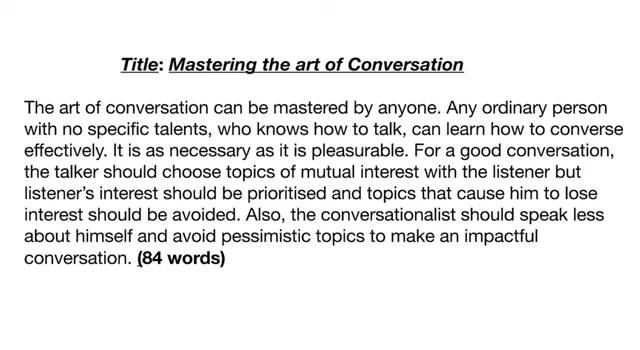 Title: Mastering the art of Conversation
The art of conversation can be mastered by anyone. Any ordinary person
with no specific talents, who knows how to talk, can learn how to converse
effectively. It is as necessary as it is pleasurable. For a good conversation,
the talker should choose topics of mutual interest with the listener but
listener's interest should be prioritised and topics that cause him to lose
interest should be avoided. Also, the conversationalist should speak less
about himself and avoid pessimistic topics to make an impactful
conversation. (84 words)